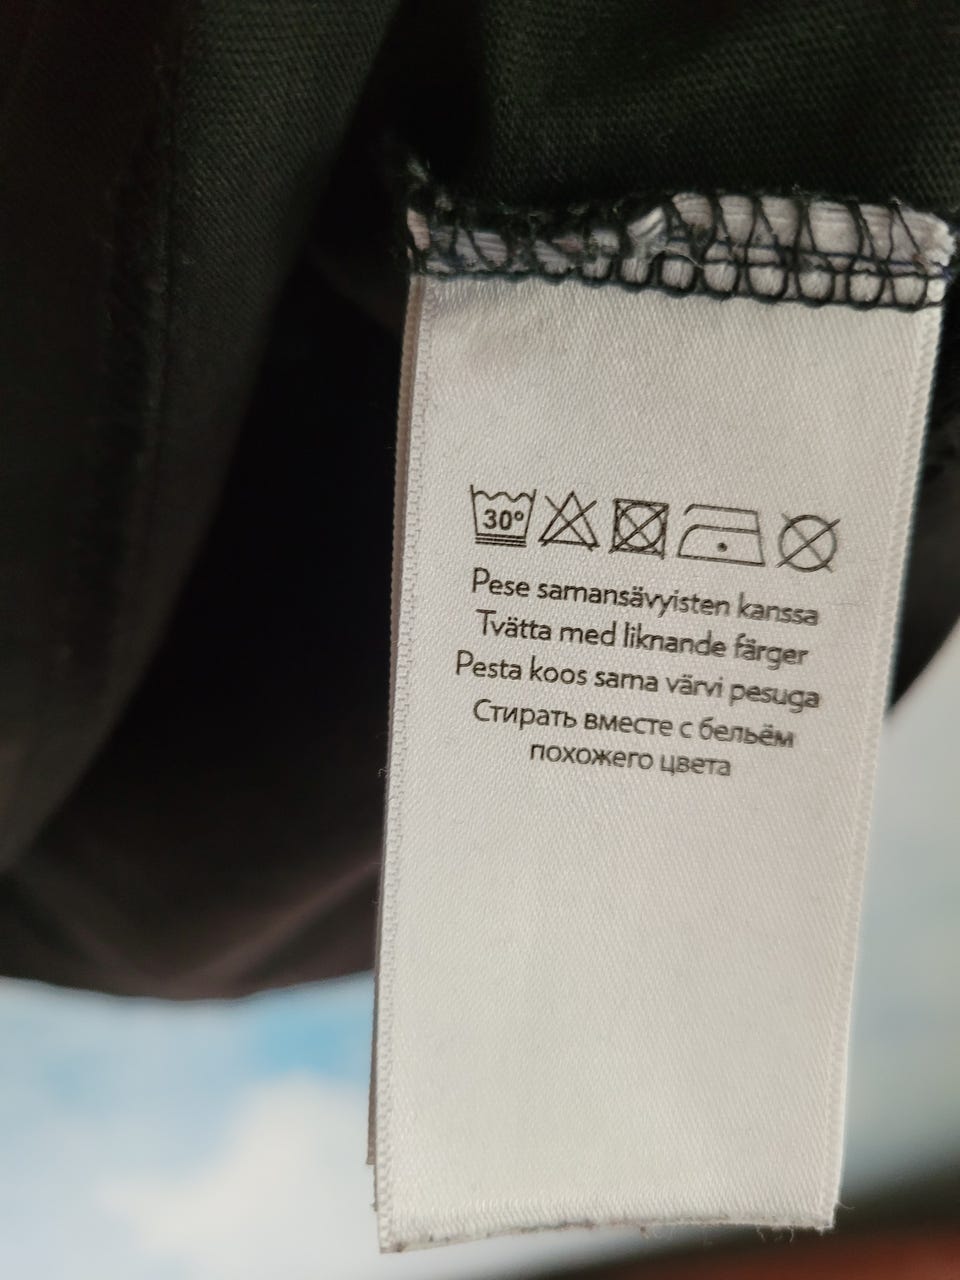 30°
Pese samansävyisten kanssa
Tvätta med liknande färger
Pesta koos sama värvi pesuga
Стирать вместе с бельём
похожего цвета